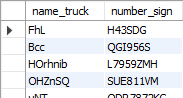 name_truck number_sign
FhL H43SDG
Bcc QGI956S
HOrhnib L7959ZMH
OHZnSQ SUE811VM